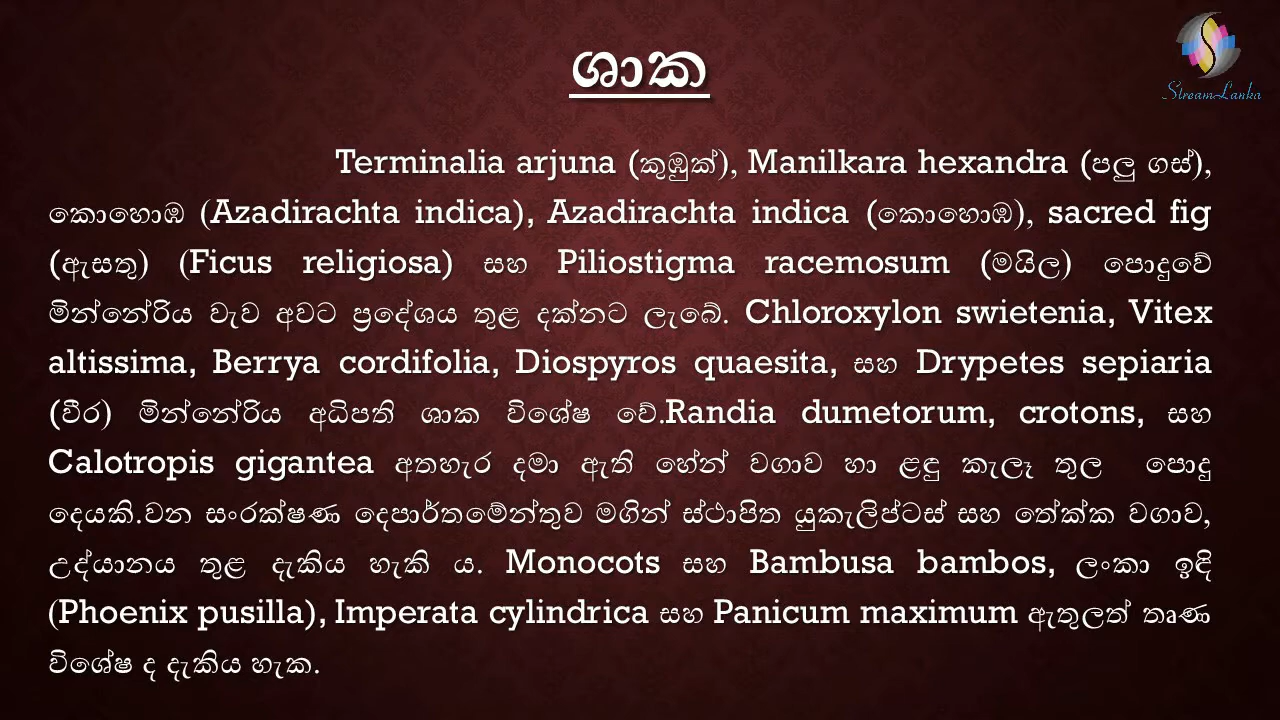 ශාක
StreamLanka
Terminalia arjuna (කුඹුක්), Manilkara hexandra (පලු ගස්),
කොහොඹ (Azadirachta indica), Azadirachta indica (කොහොඹ), sacred fig
(ඇසතු) (Ficus religiosa) සහ Piliostigma racemosum (මයිල) පොදුවේ
මින්නේරිය වැව අවට ප්‍රදේශය තුළ දක්නට ලැබේ. Chloroxylon swietenia, Vitex
altissima, Berrya cordifolia, Diospyros quaesita, සහ Drypetes sepiaria
(වීර) මින්නේරිය අධිපති ශාක විශේෂ වේ.Randia dumetorum, crotons, සහ
Calotropis gigantea අතහැර දමා ඇති හේන් වගාව හා ළඳු කැලෑ තුල පොදු
දෙයකි.වන සංරක්ෂණ දෙපාර්තමේන්තුව මගින් ස්ථාපිත යුකැලිප්ටස් සහ තේක්ක වගාව,
උද්යානය තුළ දැකිය හැකි ය. Monocots සහ Bambusa bambos, ලංකා ඉඳි
(Phoenix pusilla), Imperata cylindrica සහ Panicum maximum ඇතුලත් තෘණ
විශේෂ ද දැකිය හැක.